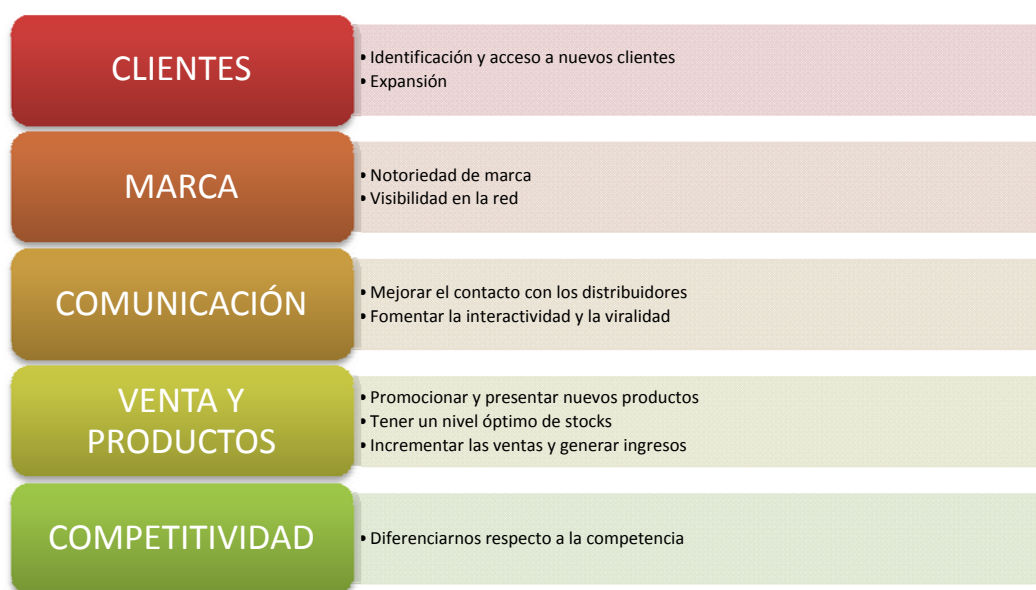 CLIENTES
• Identificación y acceso a nuevos clientes
• Expansión
MARCA
• Notoriedad de marca
• Visibilidad en la red
COMUNICACIÓN
• Mejorar el contacto con los distribuidores
• Fomentar la interactividad y la viralidad
VENTA Y
PRODUCTOS
• Promocionar y presentar nuevos productos
• Tener un nivel óptimo de stocks
• Incrementar las ventas y generar ingresos
COMPETITIVIDAD
• Diferenciarnos respecto a la competencia